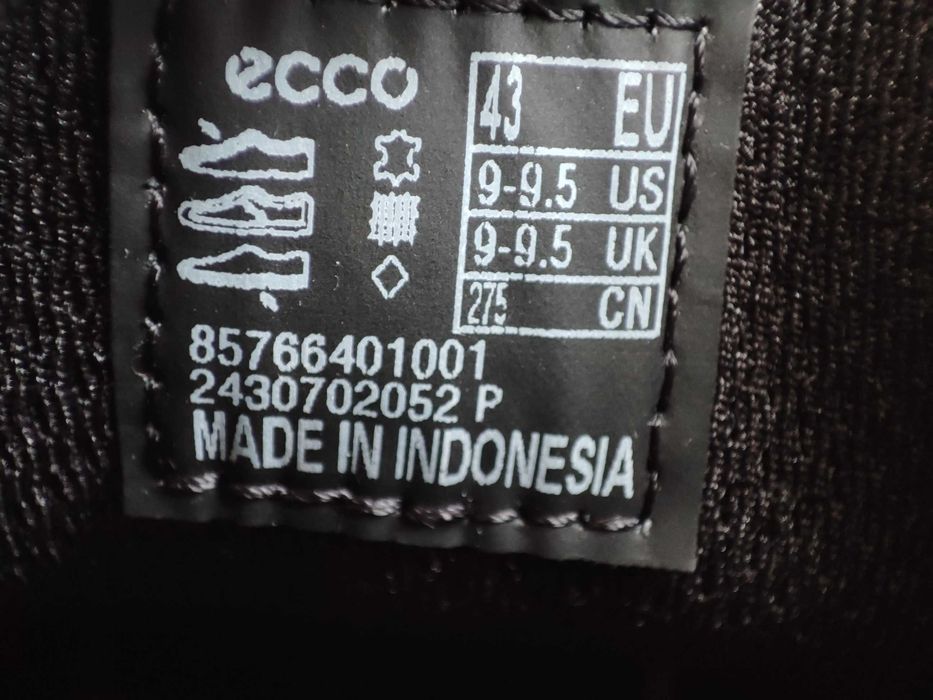 ecco
43 EU
9-9.5 US
9-9.5 UK
275 CN
85766401001
2430702052 P
MADE IN INDONESIA